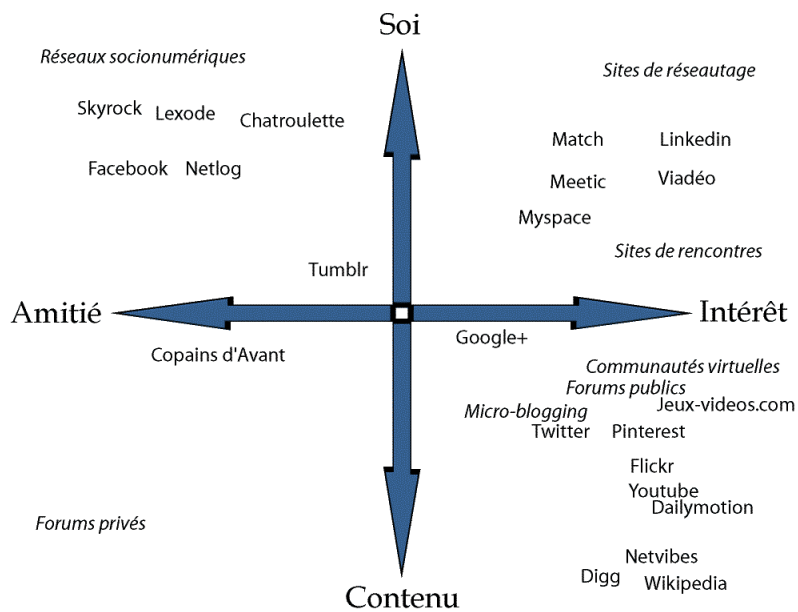 Soi
Réseaux socionumériques
Sites de réseautage
Skyrock
Lexode
Chatroulette
Match
Linkedin
Facebook
Netlog
Meetic
Viadéo
Myspace
Sites de rencontres
Tumblr
Amitié
Intérêt
Google+
Copains d'Avant
Communautés virtuelles
Forums publics
Jeux-videos.com
Micro-blogging
Twitter
Pinterest
Flickr
Youtube
Dailymotion
Forums privés
Netvibes
Digg
Wikipedia
Contenu